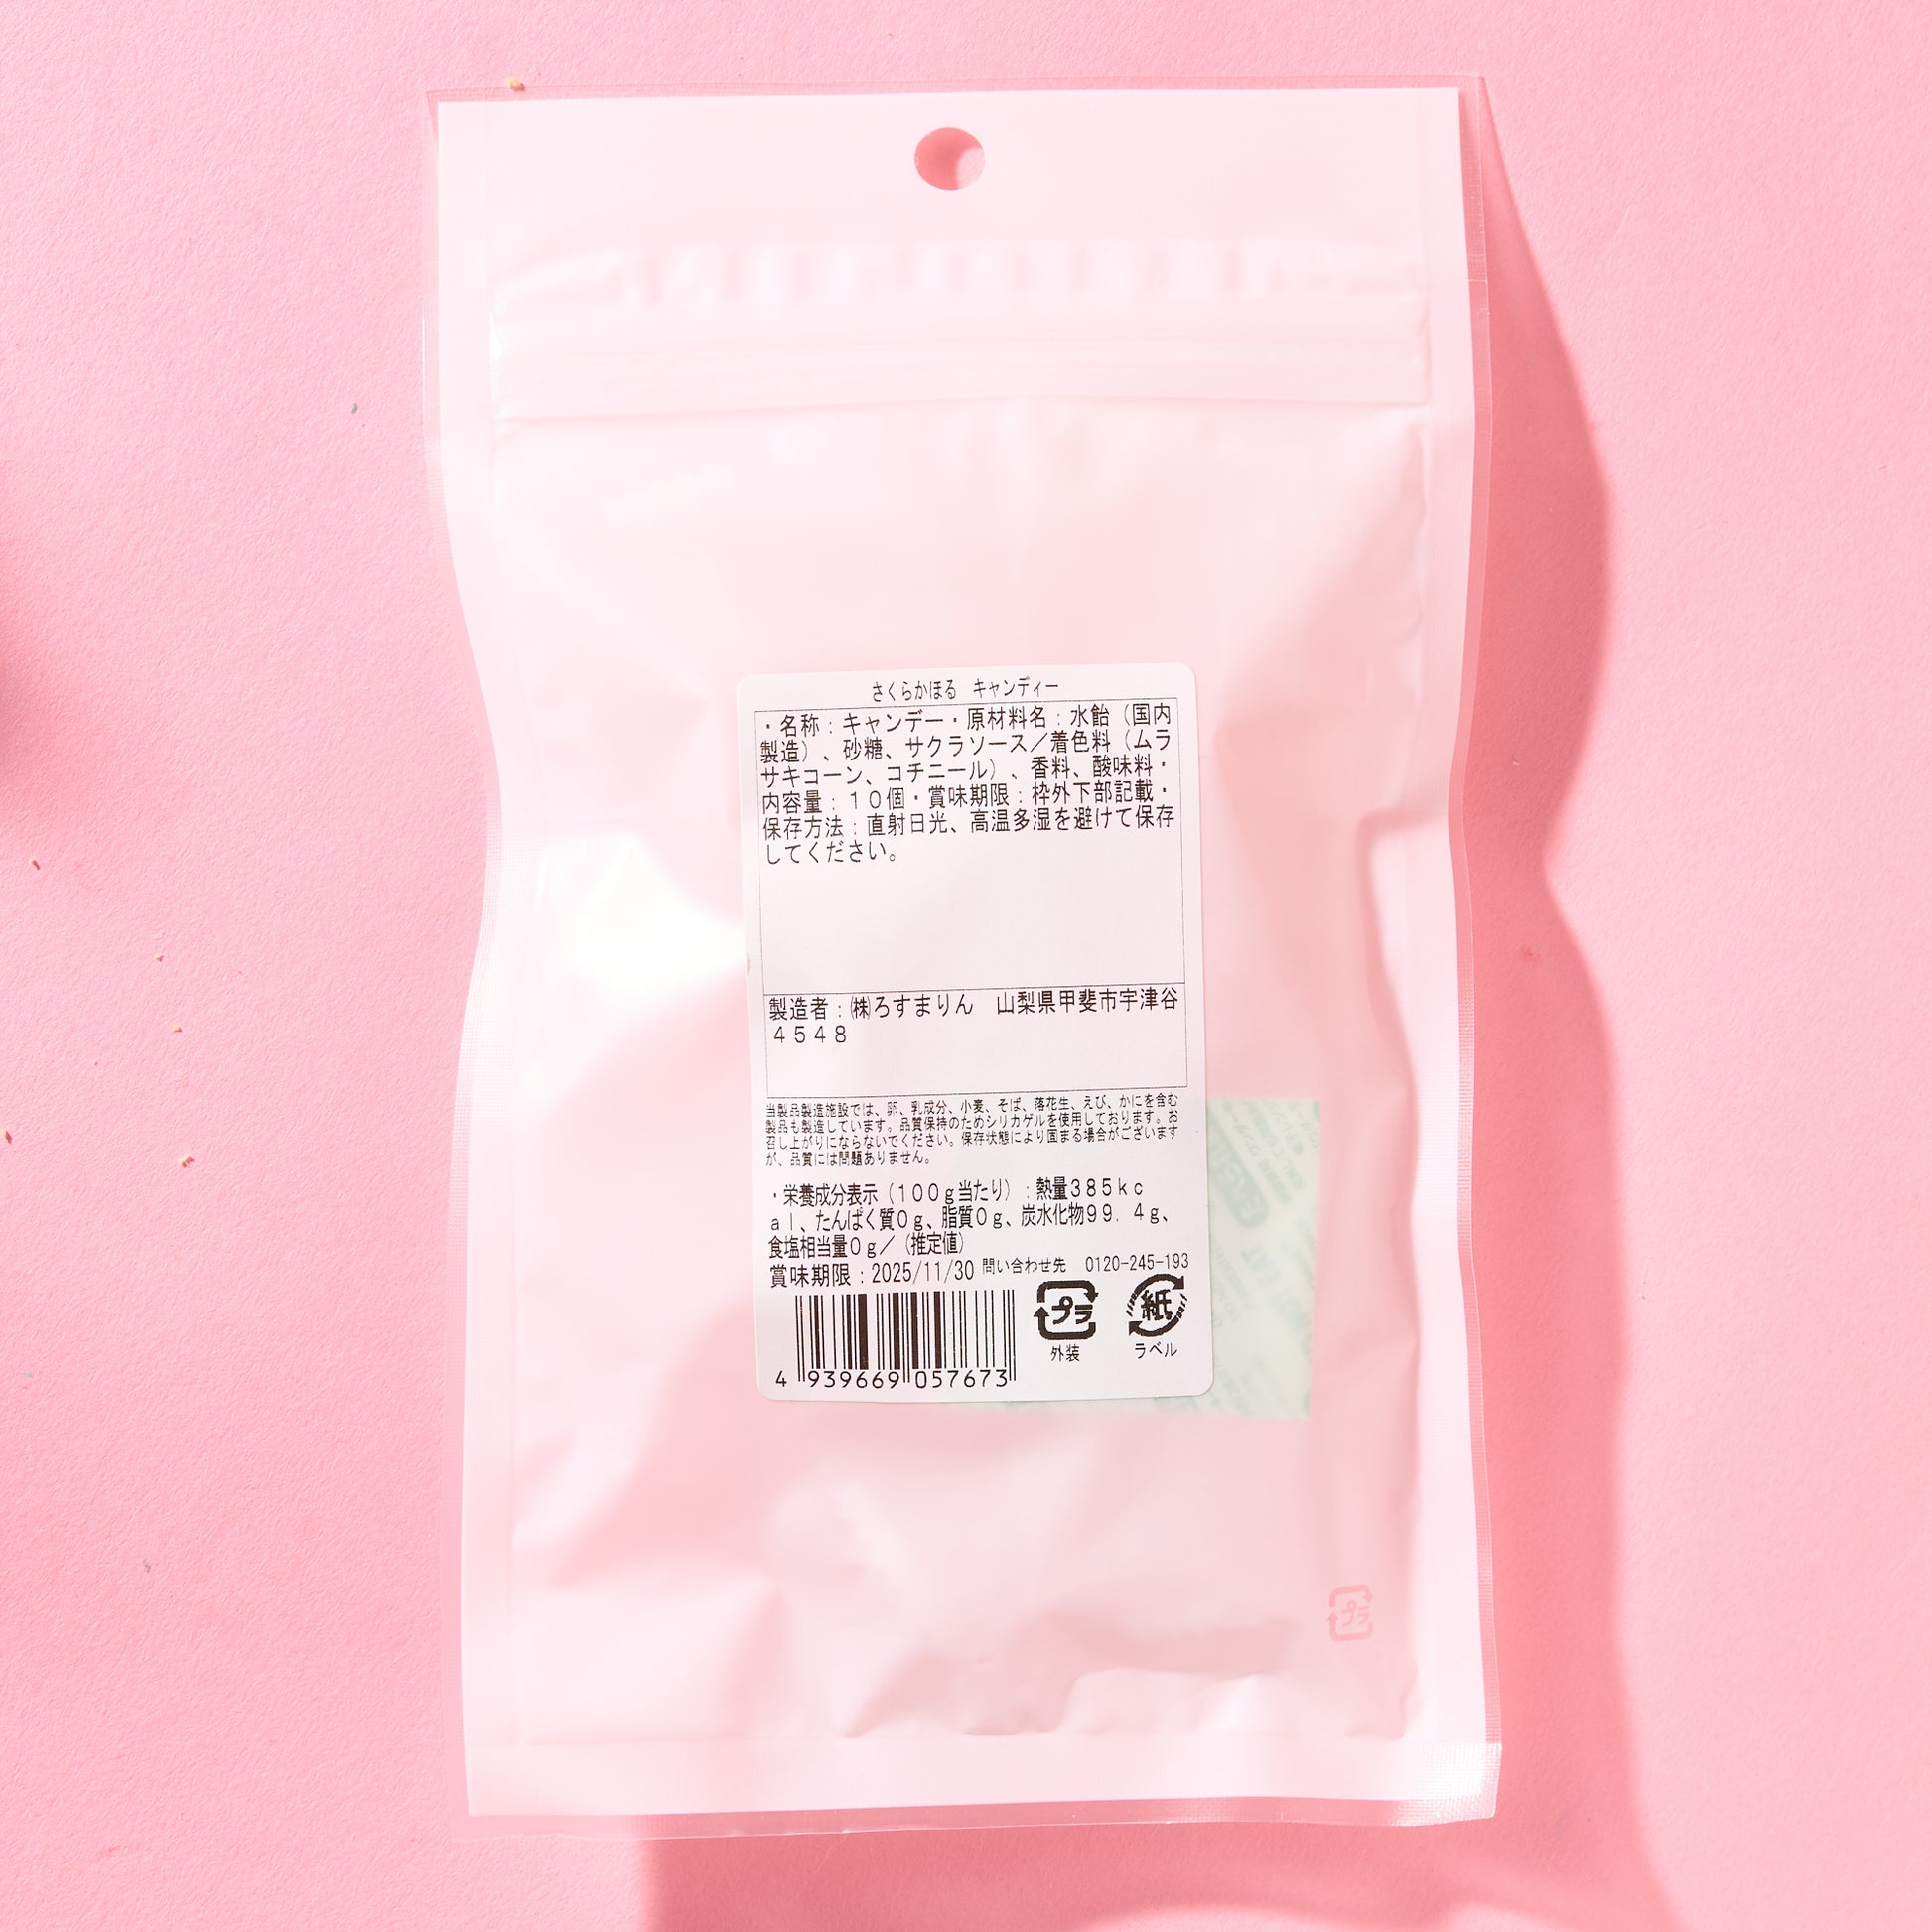 さくらかほる　キャンディー
・名称：キャンデー・原材料名：水飴（国内
製造）、砂糖、サクラソース／着色料（ムラ
サキコーン、コチニール）、香料、酸味料・
内容量：１０個・賞味期限：枠外下部記載・
保存方法：直射日光、高温多湿を避けて保存
してください。
製造者：㈱ろすまりん　山梨県甲斐市宇津谷
４５４８
当製品製造施設では、卵、乳成分、小麦、そば、落花生、えび、かにを含む
製品も製造しています。品質保持のためシリカゲルを使用しております。お
召し上がりにならないでください。保存状態により固まる場合がございます
が、品質には問題ありません。
・栄養成分表示（１００ｇ当たり）：熱量３８５ｋｃ
ａｌ、たんぱく質０ｇ、脂質０ｇ、炭水化物９９．４ｇ、
食塩相当量０ｇ／（推定値）
賞味期限：2025/11/30 問い合わせ先　0120-245-193
プラ 紙
外装 ラベル
4 939669 057673
EAT
プラ